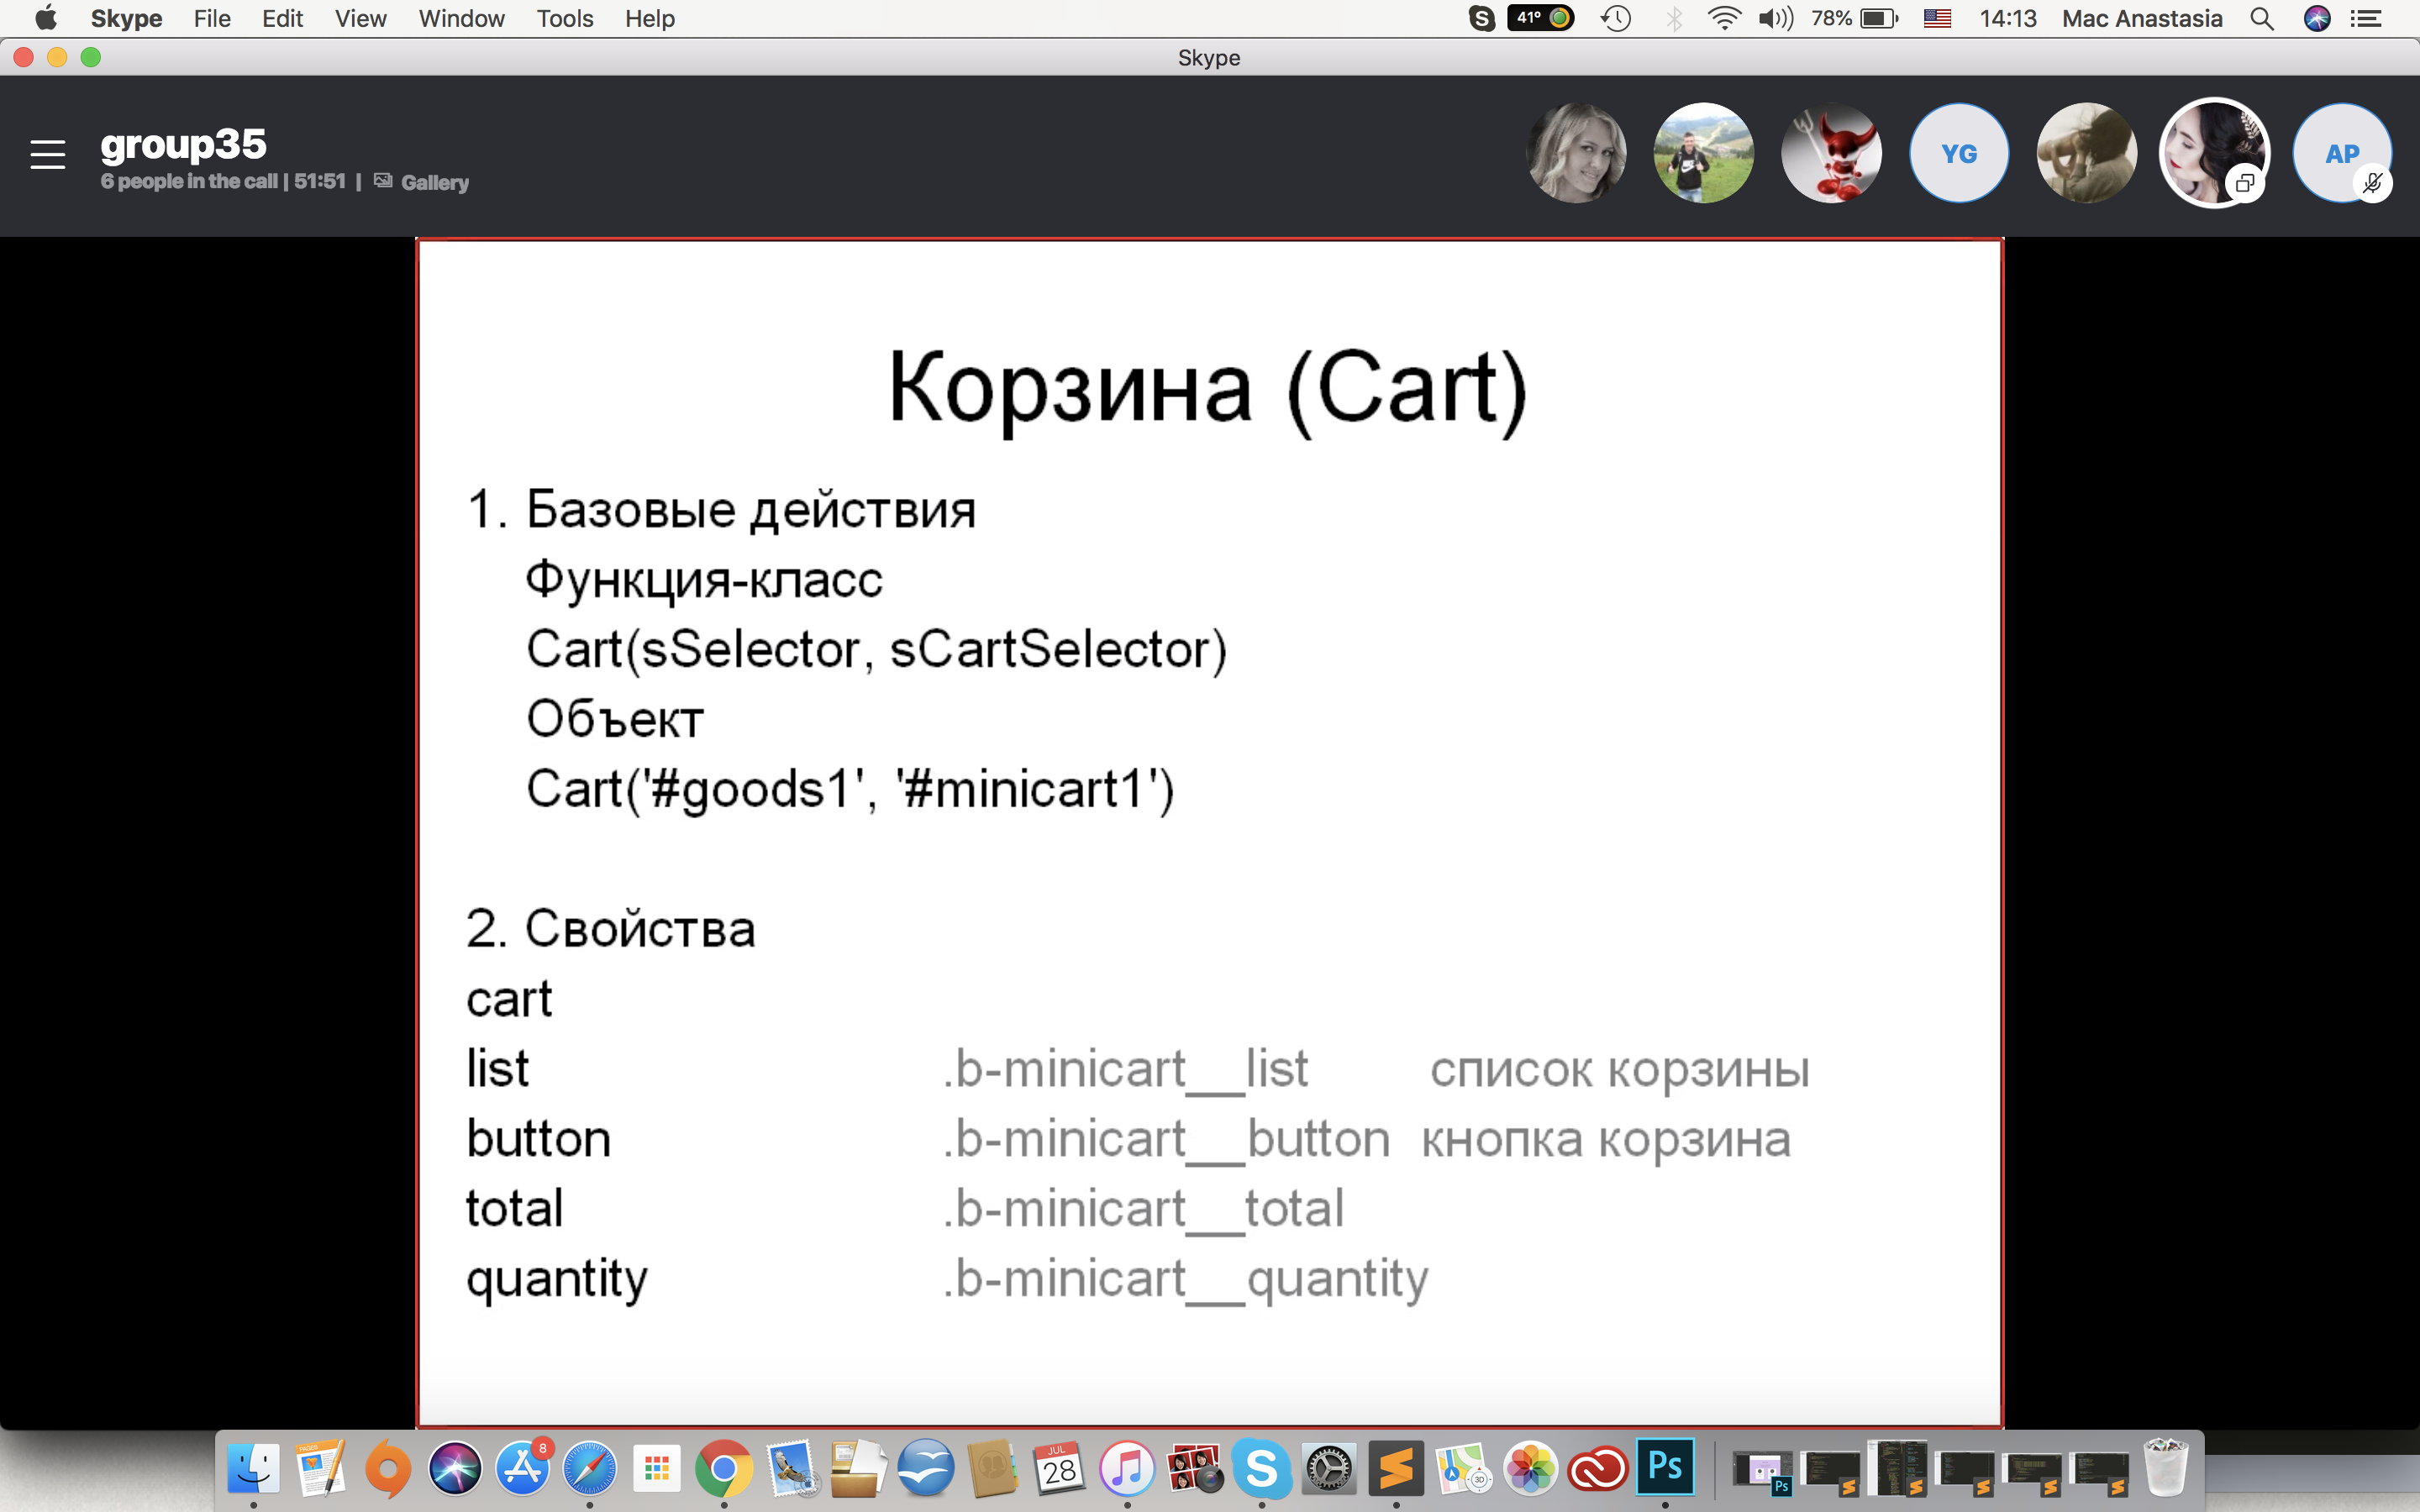 Skype File Edit View Window Tools Help 41° 78% 14:13 Mac Anastasia
Skype
group35
6 people in the call | 51:51 | Gallery
YG
AP
Корзина (Cart)
1. Базовые действия
Функция-класс
Cart(sSelector, sCartSelector)
Объект
Cart('#goods1', '#minicart1')
2. Свойства
cart
list .b-minicart__list список корзины
button .b-minicart__button кнопка корзина
total .b-minicart__total
quantity .b-minicart__quantity
PAGES
8
JUL
28
3D
Ps
Ps